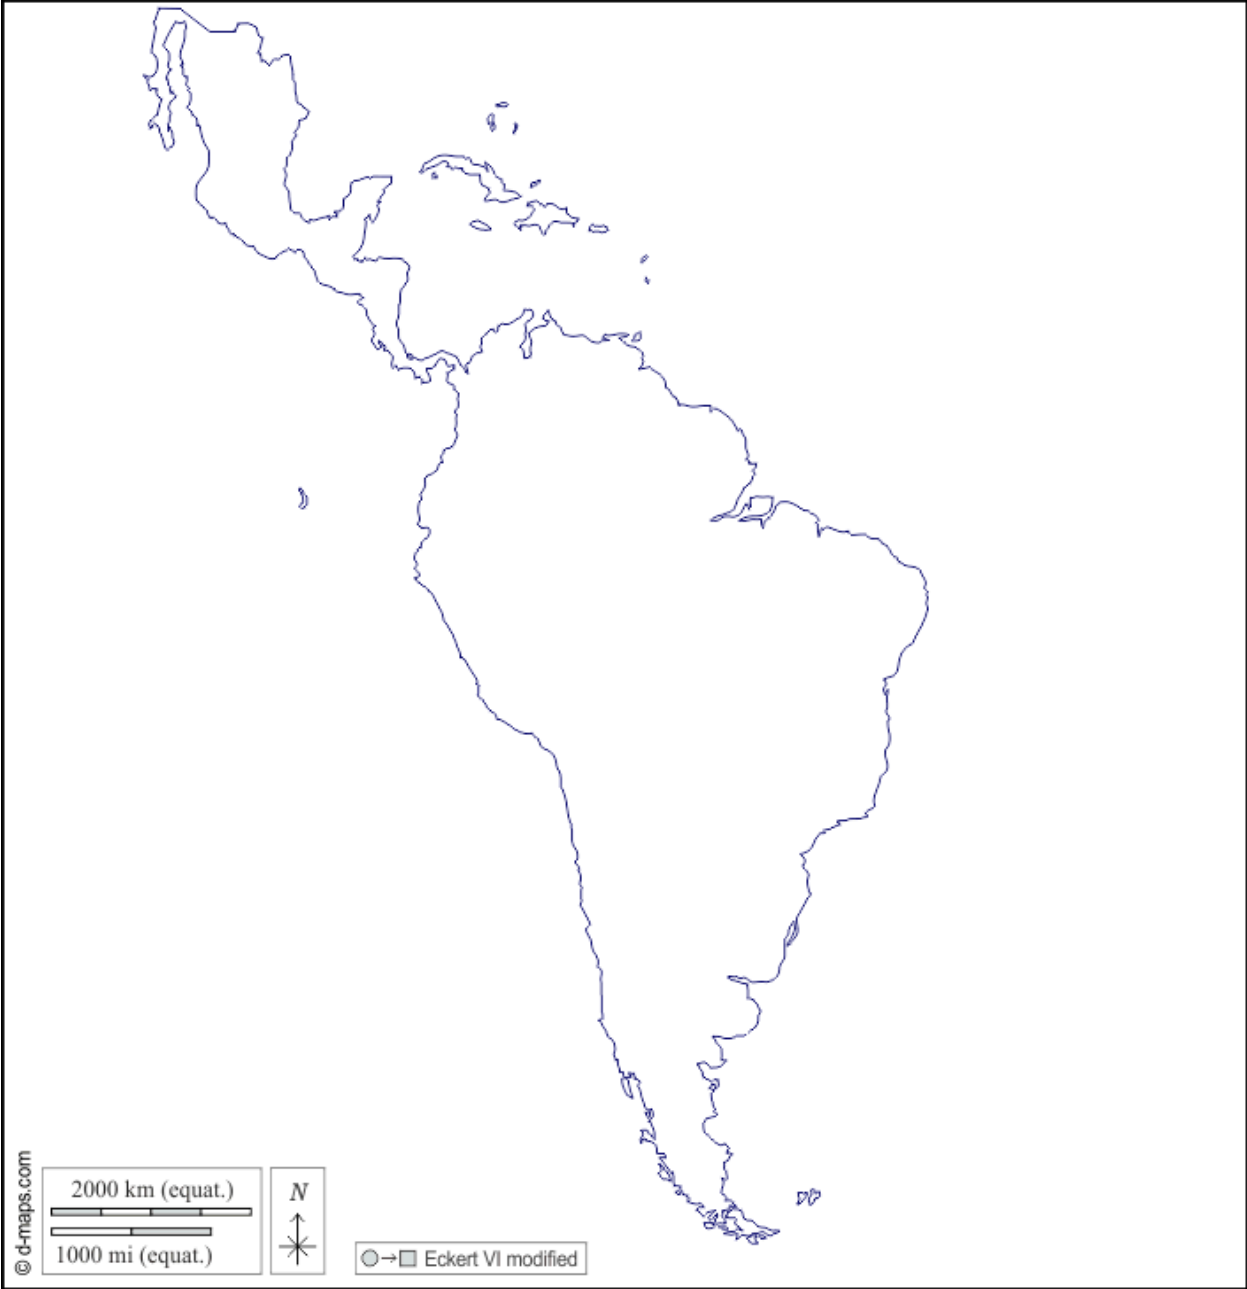 © d-maps.com
2000 km (equat.)
1000 mi (equat.)
N
Eckert VI modified